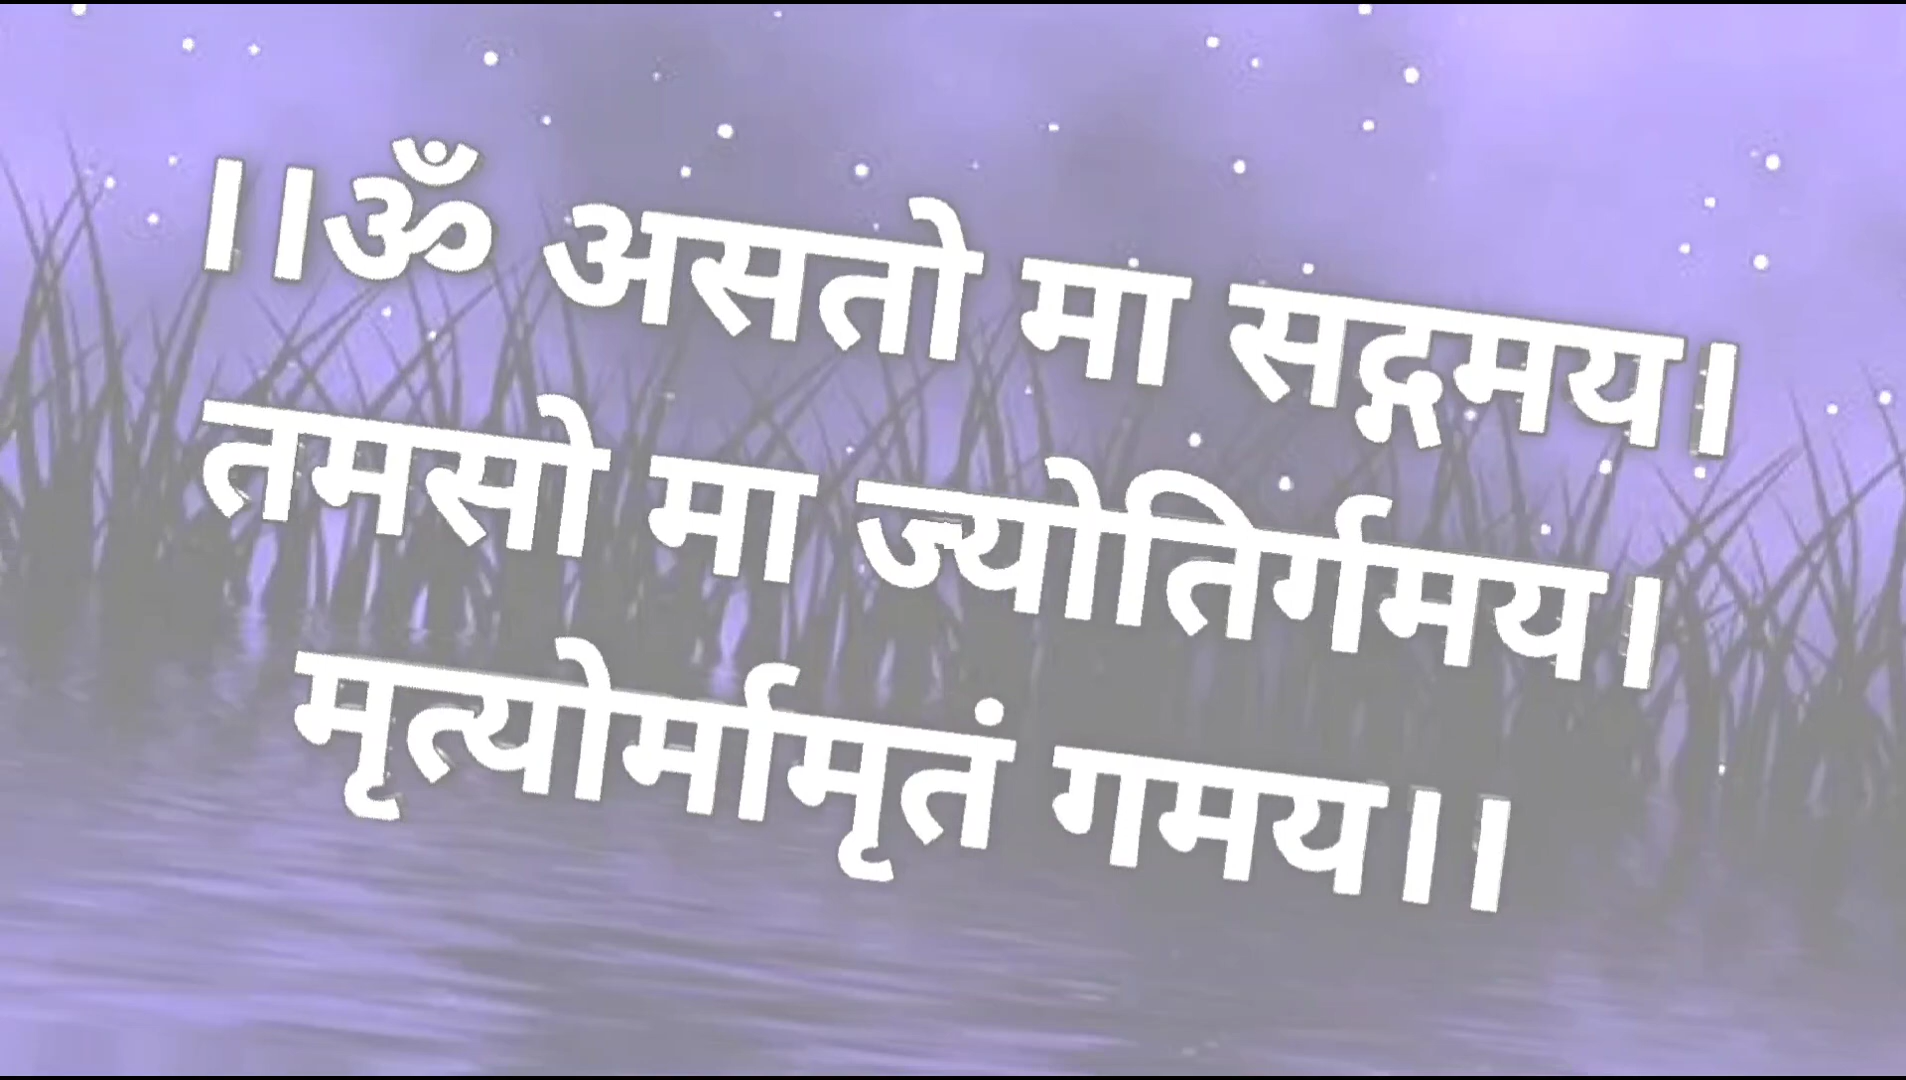 ।।ॐ असतो मा सद्गमय।
तमसो मा ज्योतिर्गमय।
मृत्योर्मामृतं गमय।।